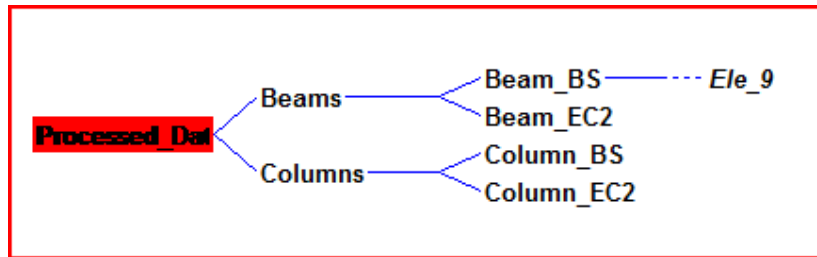 Processed_Dat
Beams
Beam_BS
Ele_9
Beam_EC2
Columns
Column_BS
Column_EC2